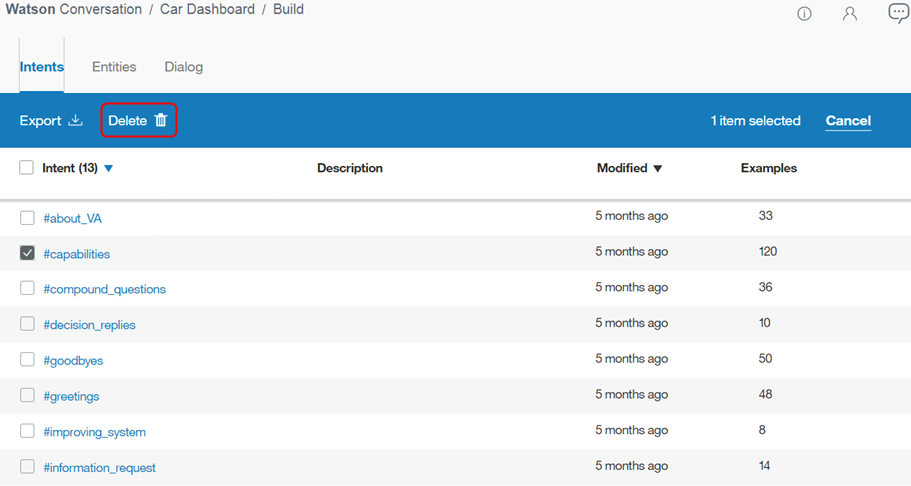 Watson Conversation / Car Dashboard / Build
Intents Entities Dialog
Export Delete 1 item selected Cancel
Intent (13) Description Modified Examples
#about_VA 5 months ago 33
#capabilities 5 months ago 120
#compound_questions 5 months ago 36
#decision_replies 5 months ago 10
#goodbyes 5 months ago 50
#greetings 5 months ago 48
#improving_system 5 months ago 8
#information_request 5 months ago 14